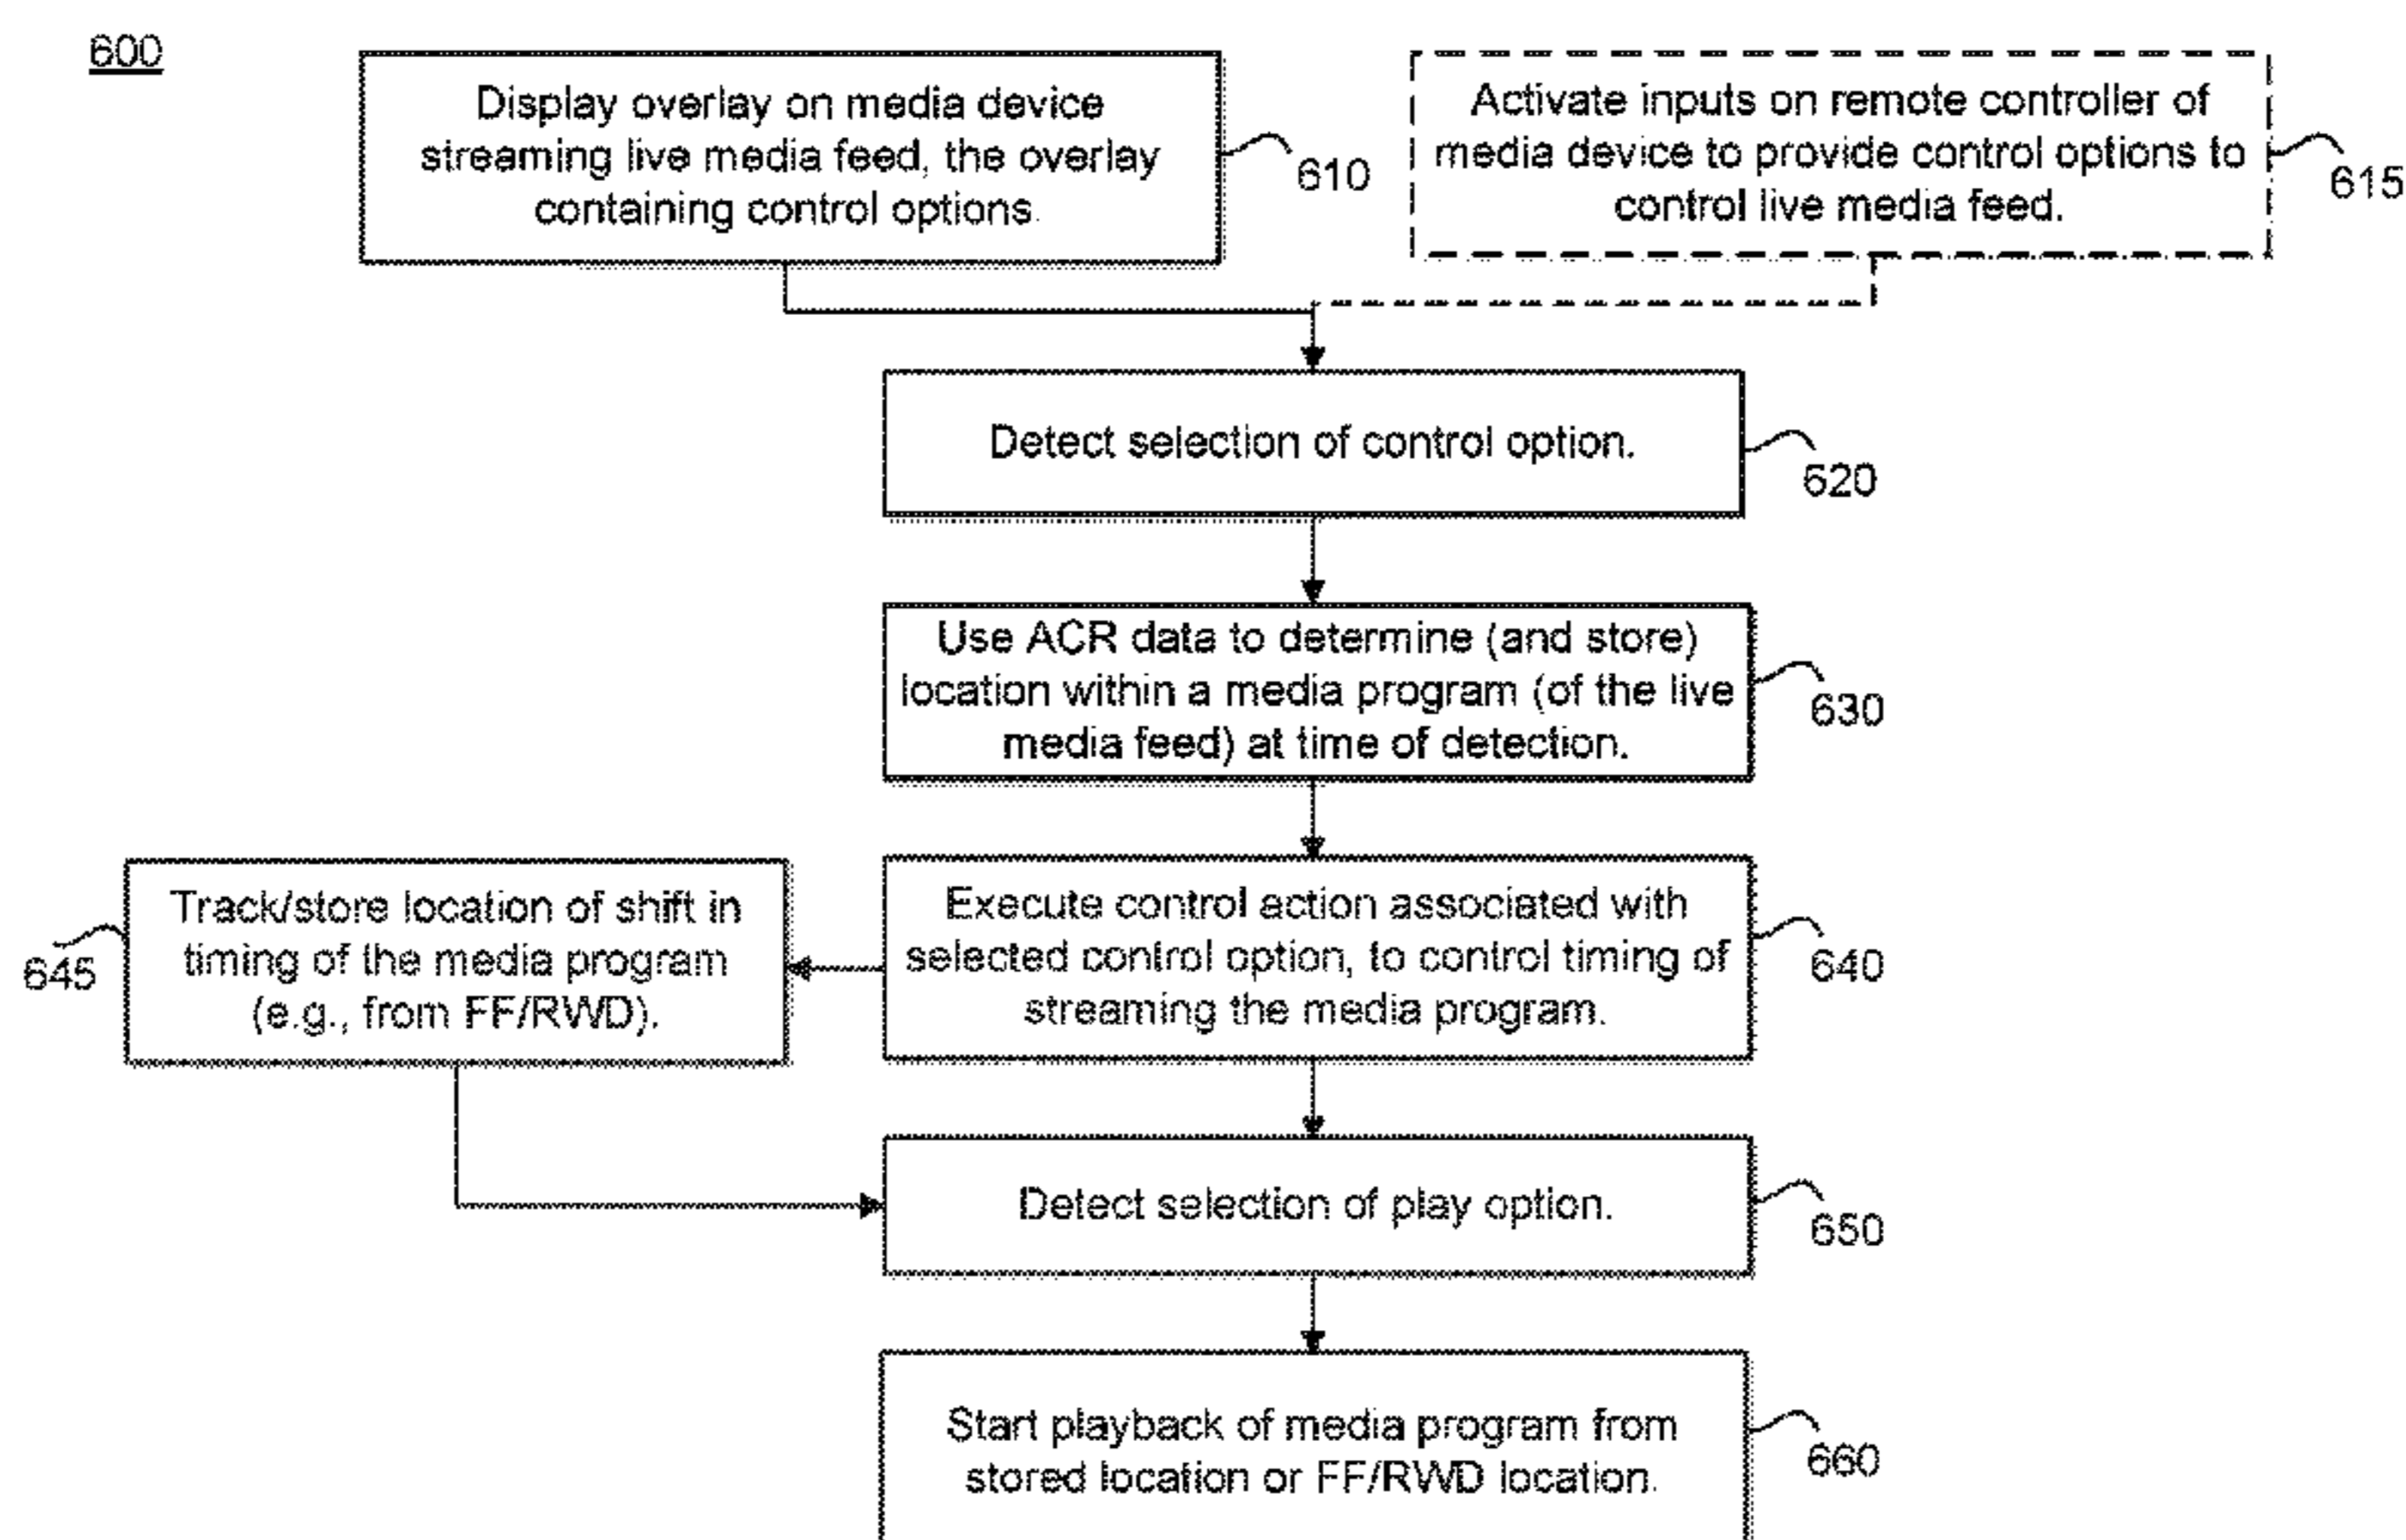 600
Display overlay on media device
streaming live media feed, the overlay
containing control options.
610
Activate inputs on remote controller of
media device to provide control options to
control live media feed.
615
Detect selection of control option.
620
Use ACR data to determine (and store)
location within a media program (of the live
media feed) at time of detection.
630
Execute control action associated with
selected control option, to control timing of
streaming the media program.
640
Track/store location of shift in
timing of the media program
(e.g., from FF/RWD).
645
Detect selection of play option.
650
Start playback of media program from
stored location or FF/RWD location.
660